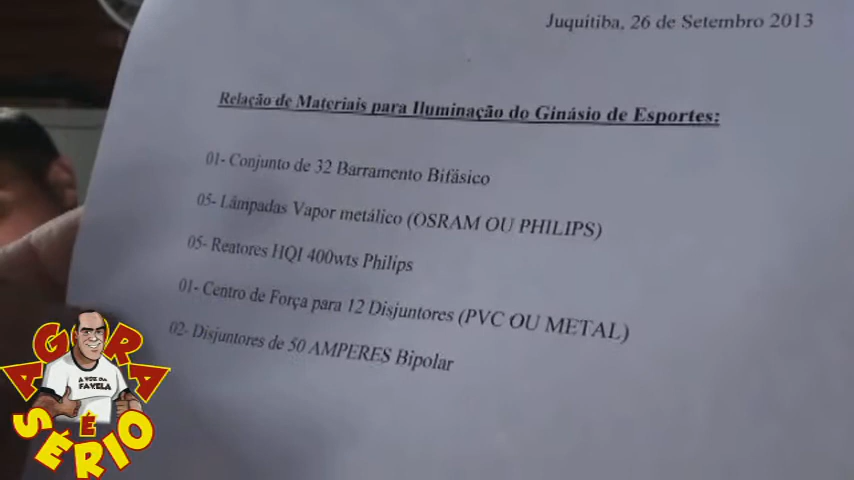 Juquitiba, 26 de Setembro 2013
Relação de Materiais para Iluminação do Ginásio de Esportes:
01- Conjunto de 32 Barramento Bifásico
05- Lâmpadas Vapor metálico (OSRAM OU PHILIPS)
05- Reatores HQI 400wts Philips
01- Centro de Força para 12 Disjuntores (PVC OU METAL)
02- Disjuntores de 50 AMPERES Bipolar
AGORA
A VOZ DA
FAVELA
É
SÉRIO